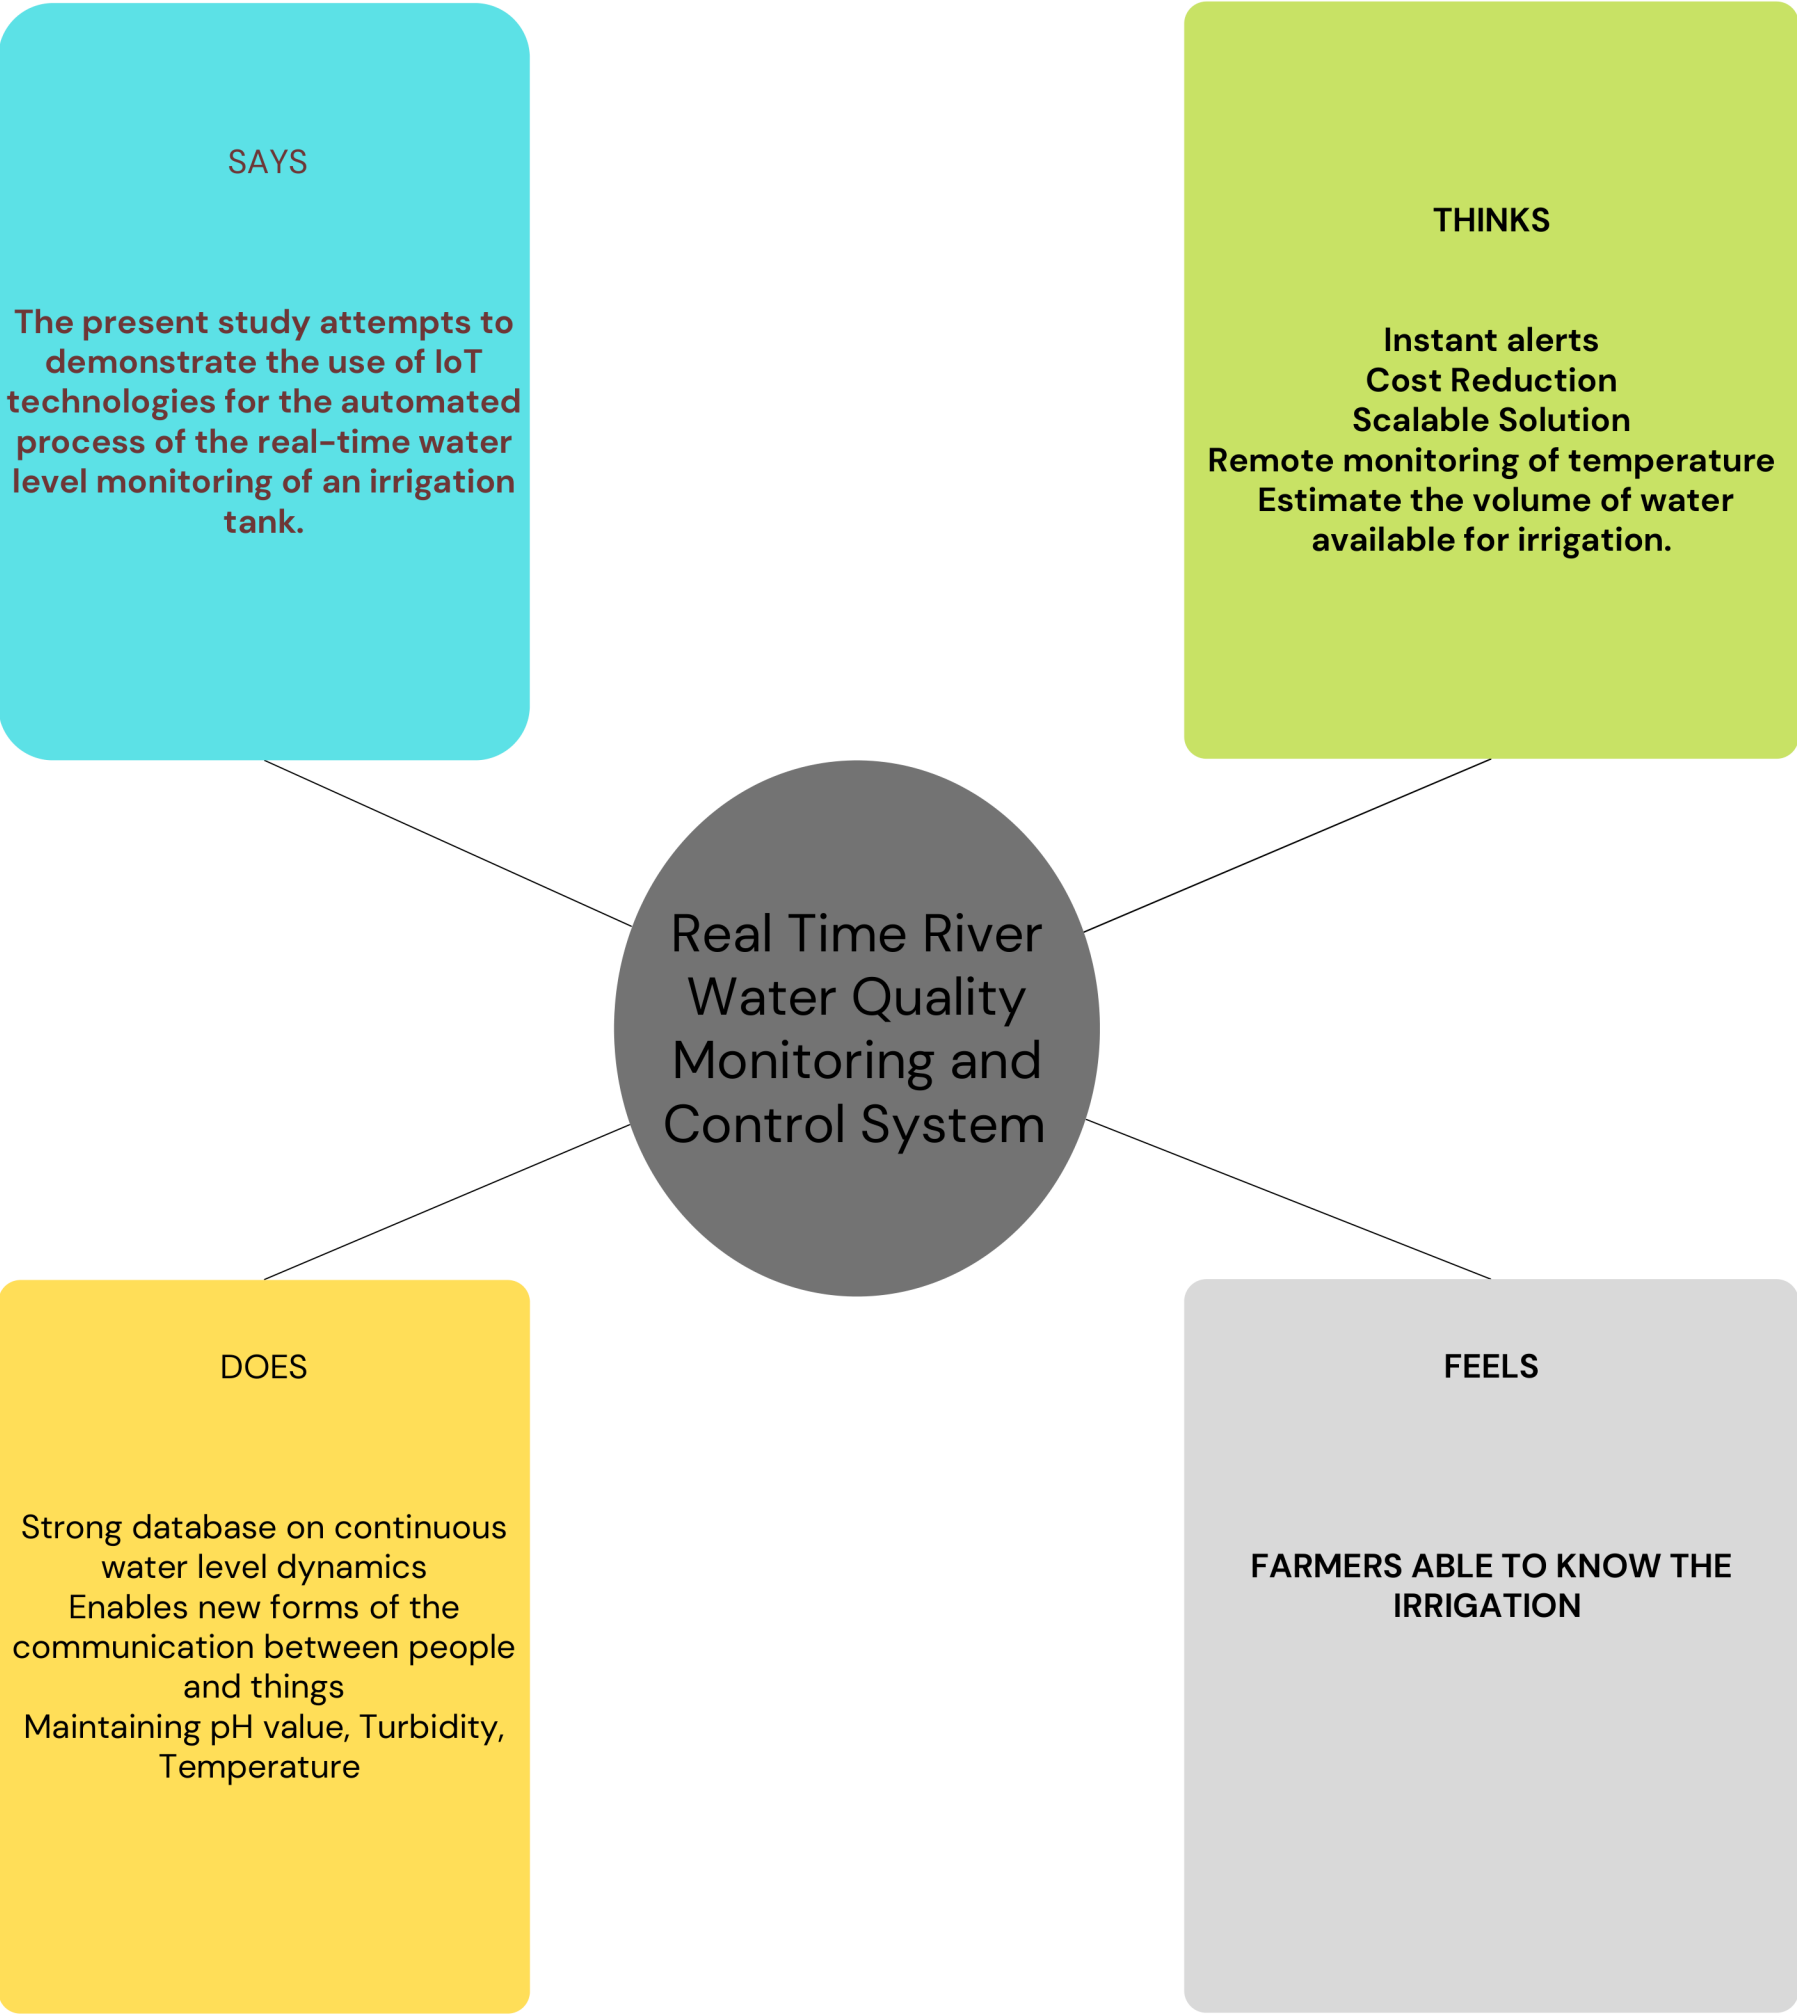 SAYS
The present study attempts to
demonstrate the use of IoT
technologies for the automated
process of the real-time water
level monitoring of an irrigation
tank.
THINKS
Instant alerts
Cost Reduction
Scalable Solution
Remote monitoring of temperature
Estimate the volume of water
available for irrigation.
Real Time River
Water Quality
Monitoring and
Control System
DOES
Strong database on continuous
water level dynamics
Enables new forms of the
communication between people
and things
Maintaining pH value, Turbidity,
Temperature
FEELS
FARMERS ABLE TO KNOW THE
IRRIGATION